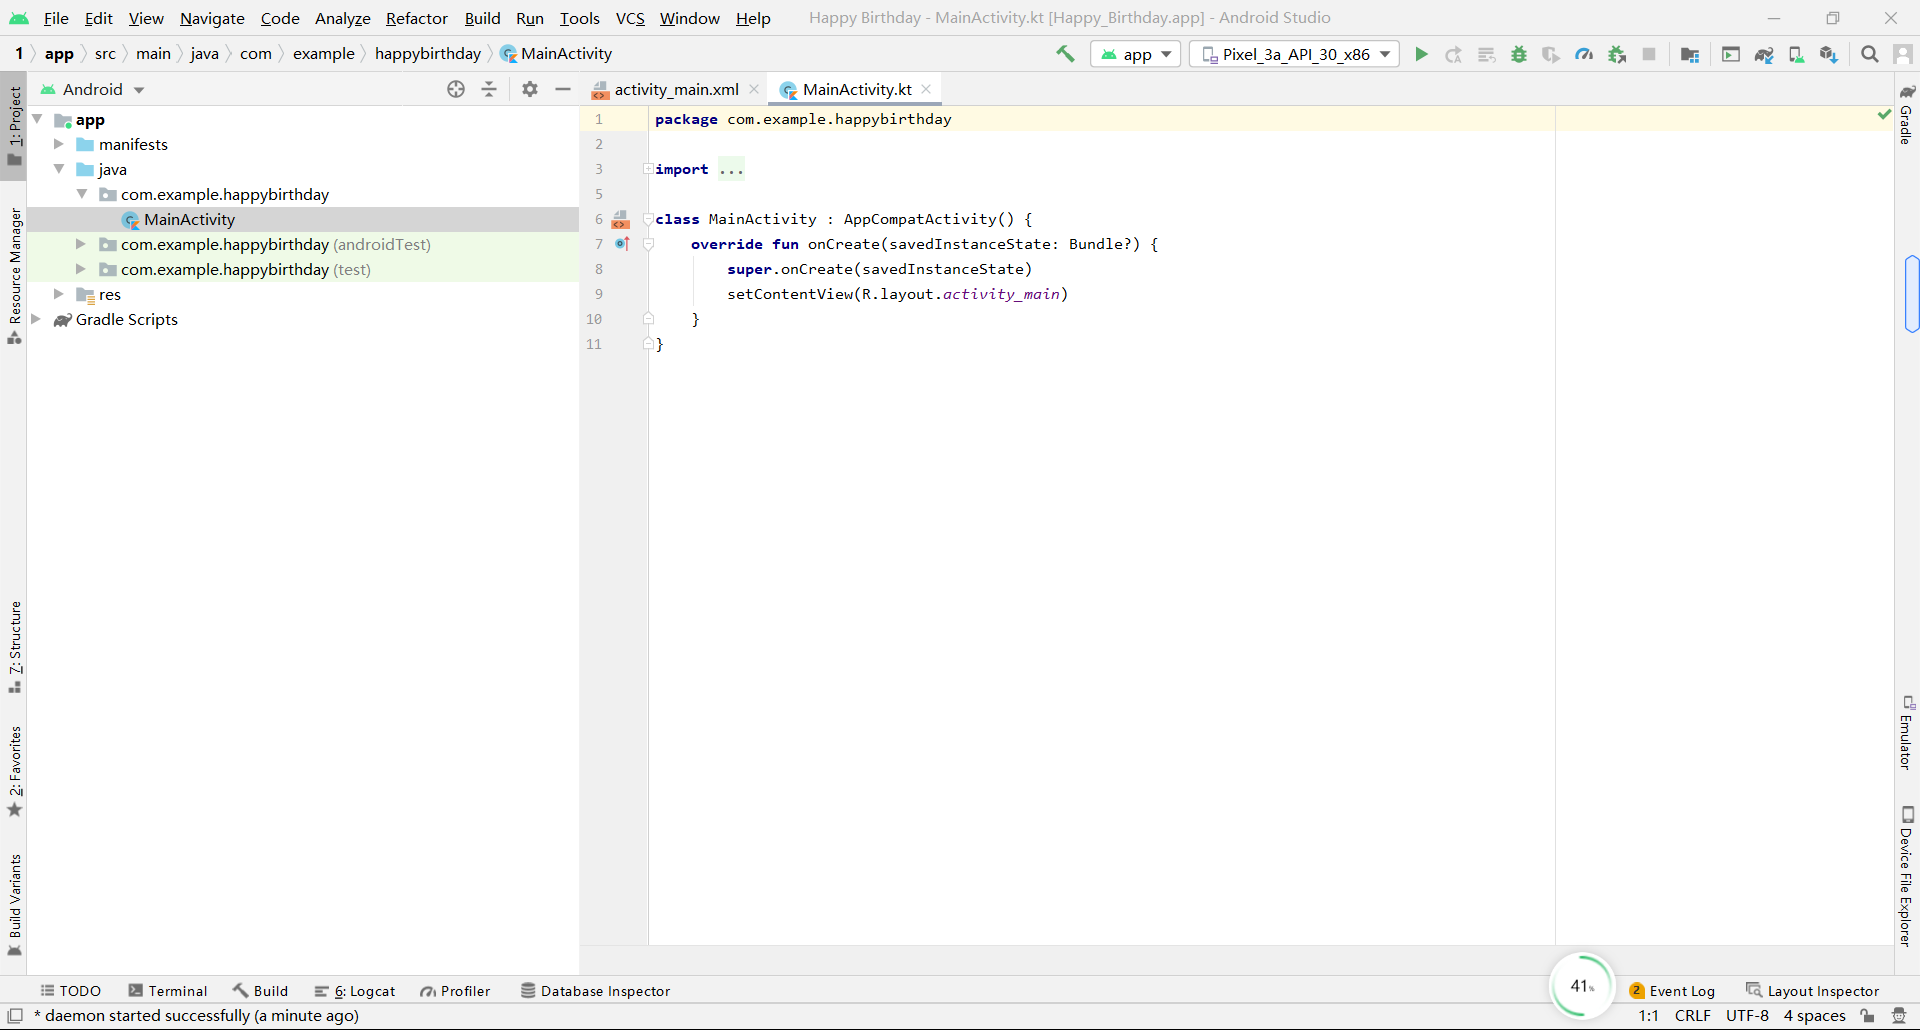 File Edit View Navigate Code Analyze Refactor Build Run Tools VCS Window Help Happy Birthday - MainActivity.kt [Happy_Birthday.app] - Android Studio
1 app src main java com example happybirthday MainActivity app Pixel_3a_API_30_x86
Android activity_main.xml MainActivity.kt
1: Project
Resource Manager
7: Structure
2: Favorites
Build Variants
app
manifests
java
com.example.happybirthday
MainActivity
com.example.happybirthday (androidTest)
com.example.happybirthday (test)
res
Gradle Scripts
1 package com.example.happybirthday
2
3 import ...
5
6 class MainActivity : AppCompatActivity() {
7 override fun onCreate(savedInstanceState: Bundle?) {
8 super.onCreate(savedInstanceState)
9 setContentView(R.layout.activity_main)
10 }
11 }
Gradle
Emulator
Device File Explorer
TODO Terminal Build 6: Logcat Profiler Database Inspector 41% 2 Event Log Layout Inspector
* daemon started successfully (a minute ago) 1:1 CRLF UTF-8 4 spaces